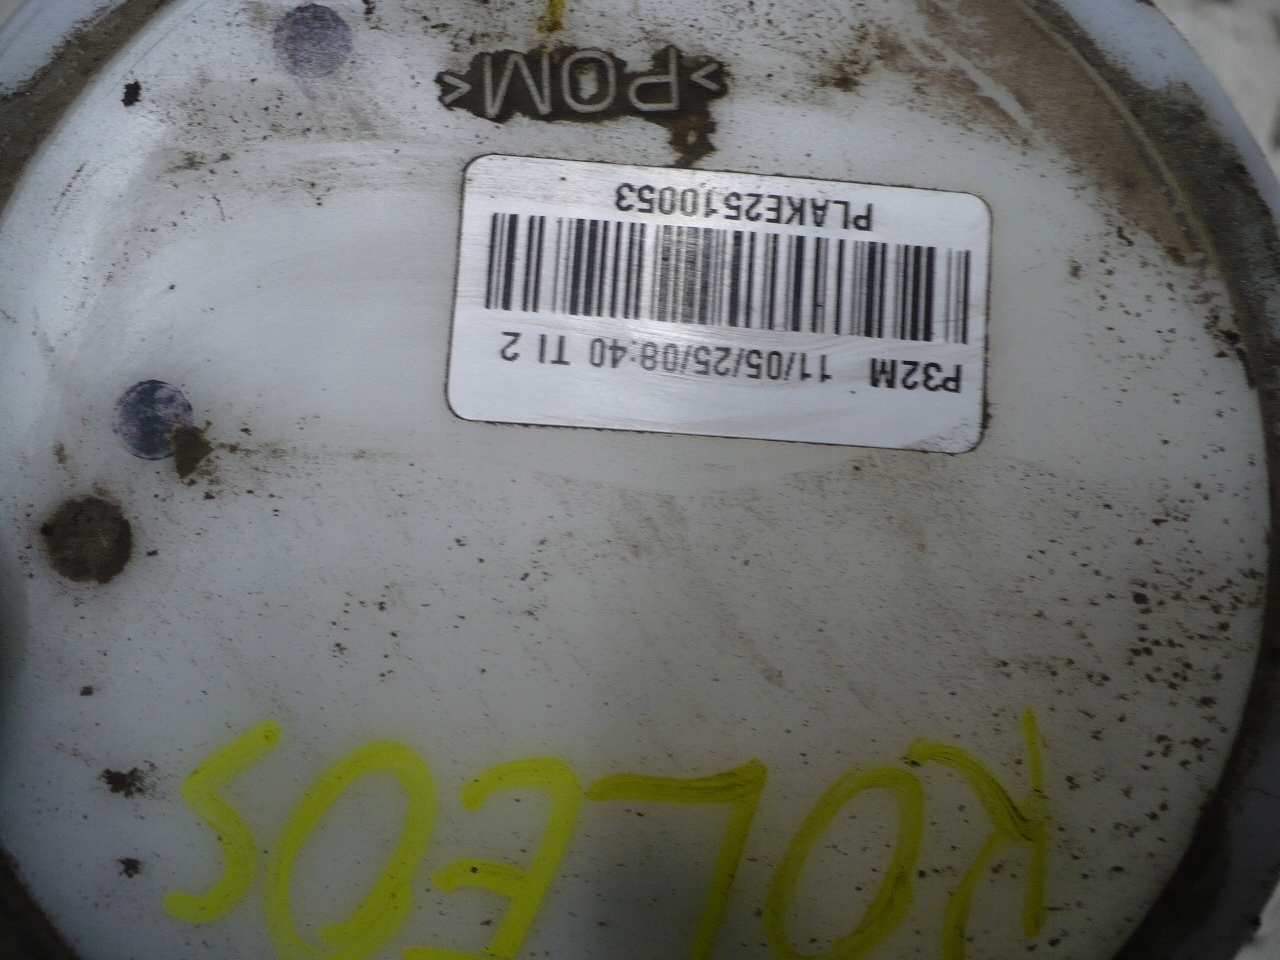 KOLEOS
P32M 11/05/25/08:40 TI 2
PLAKE2510053
<POM>